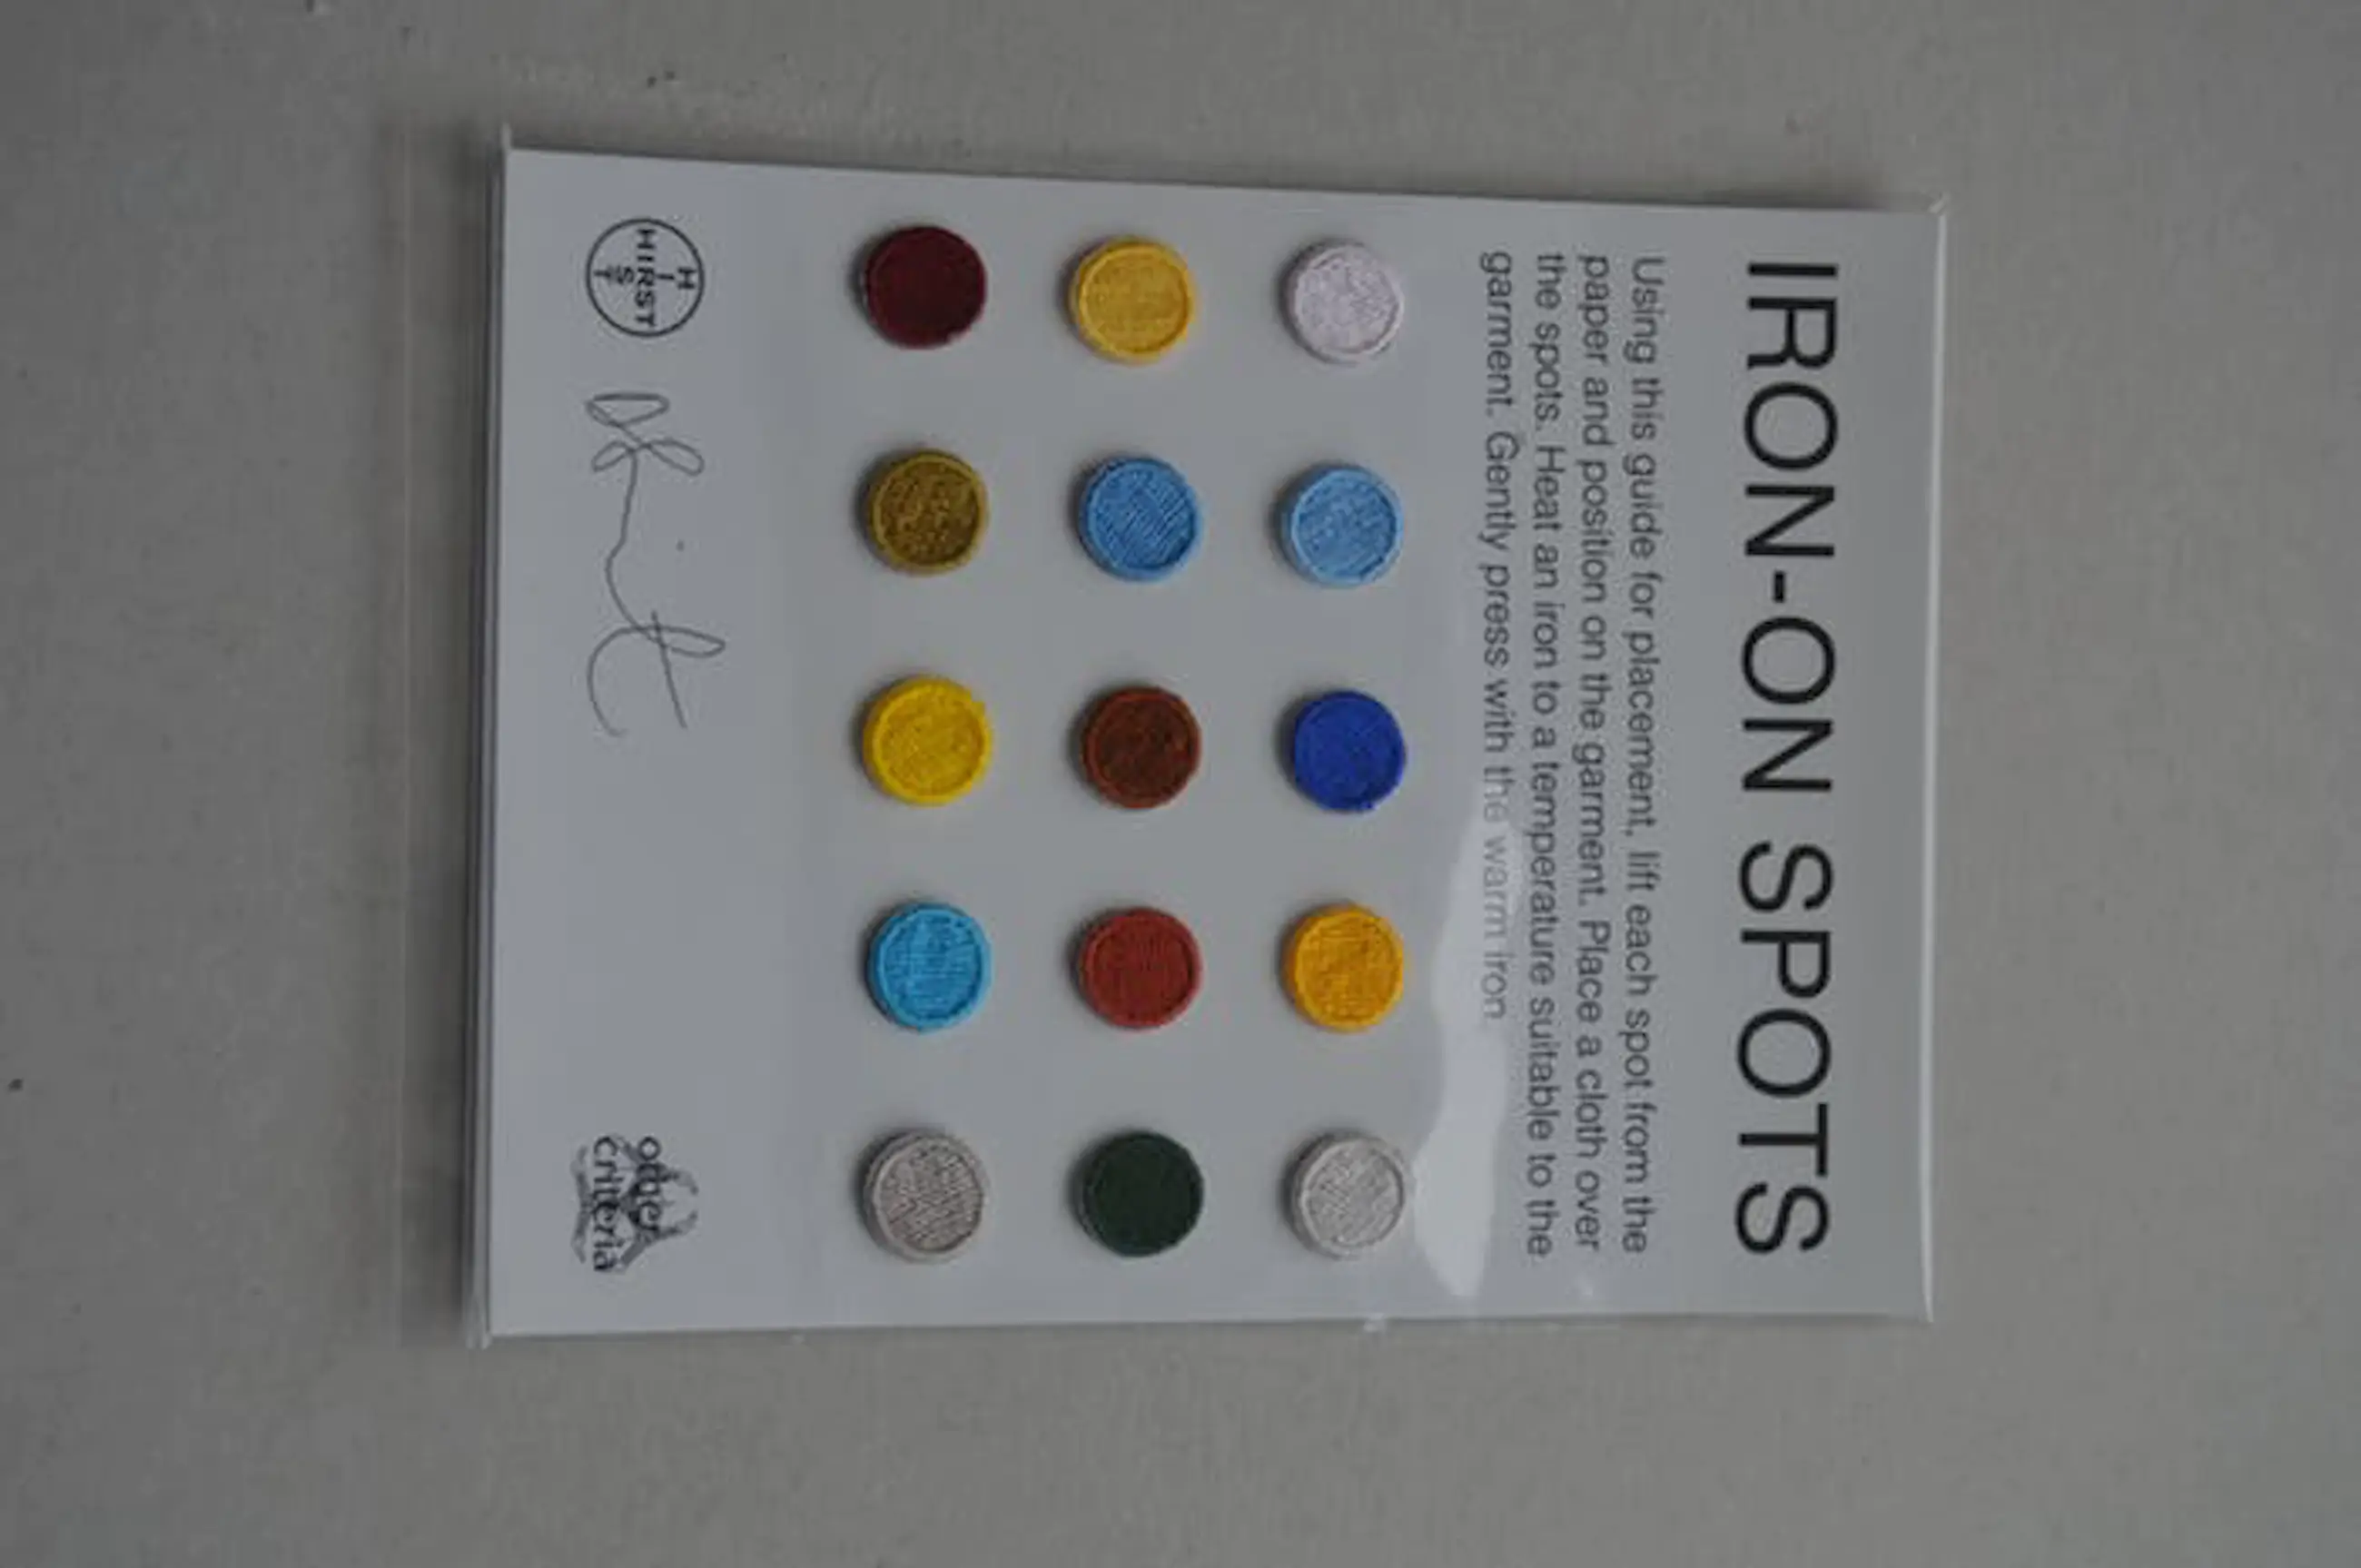 IRON-ON SPOTS
Using this guide for placement, lift each spot from the
paper and position on the garment. Place a cloth over
the spots. Heat an iron to a temperature suitable to the
garment. Gently press with the warm iron.
HIRST
HIRST
other
criteria